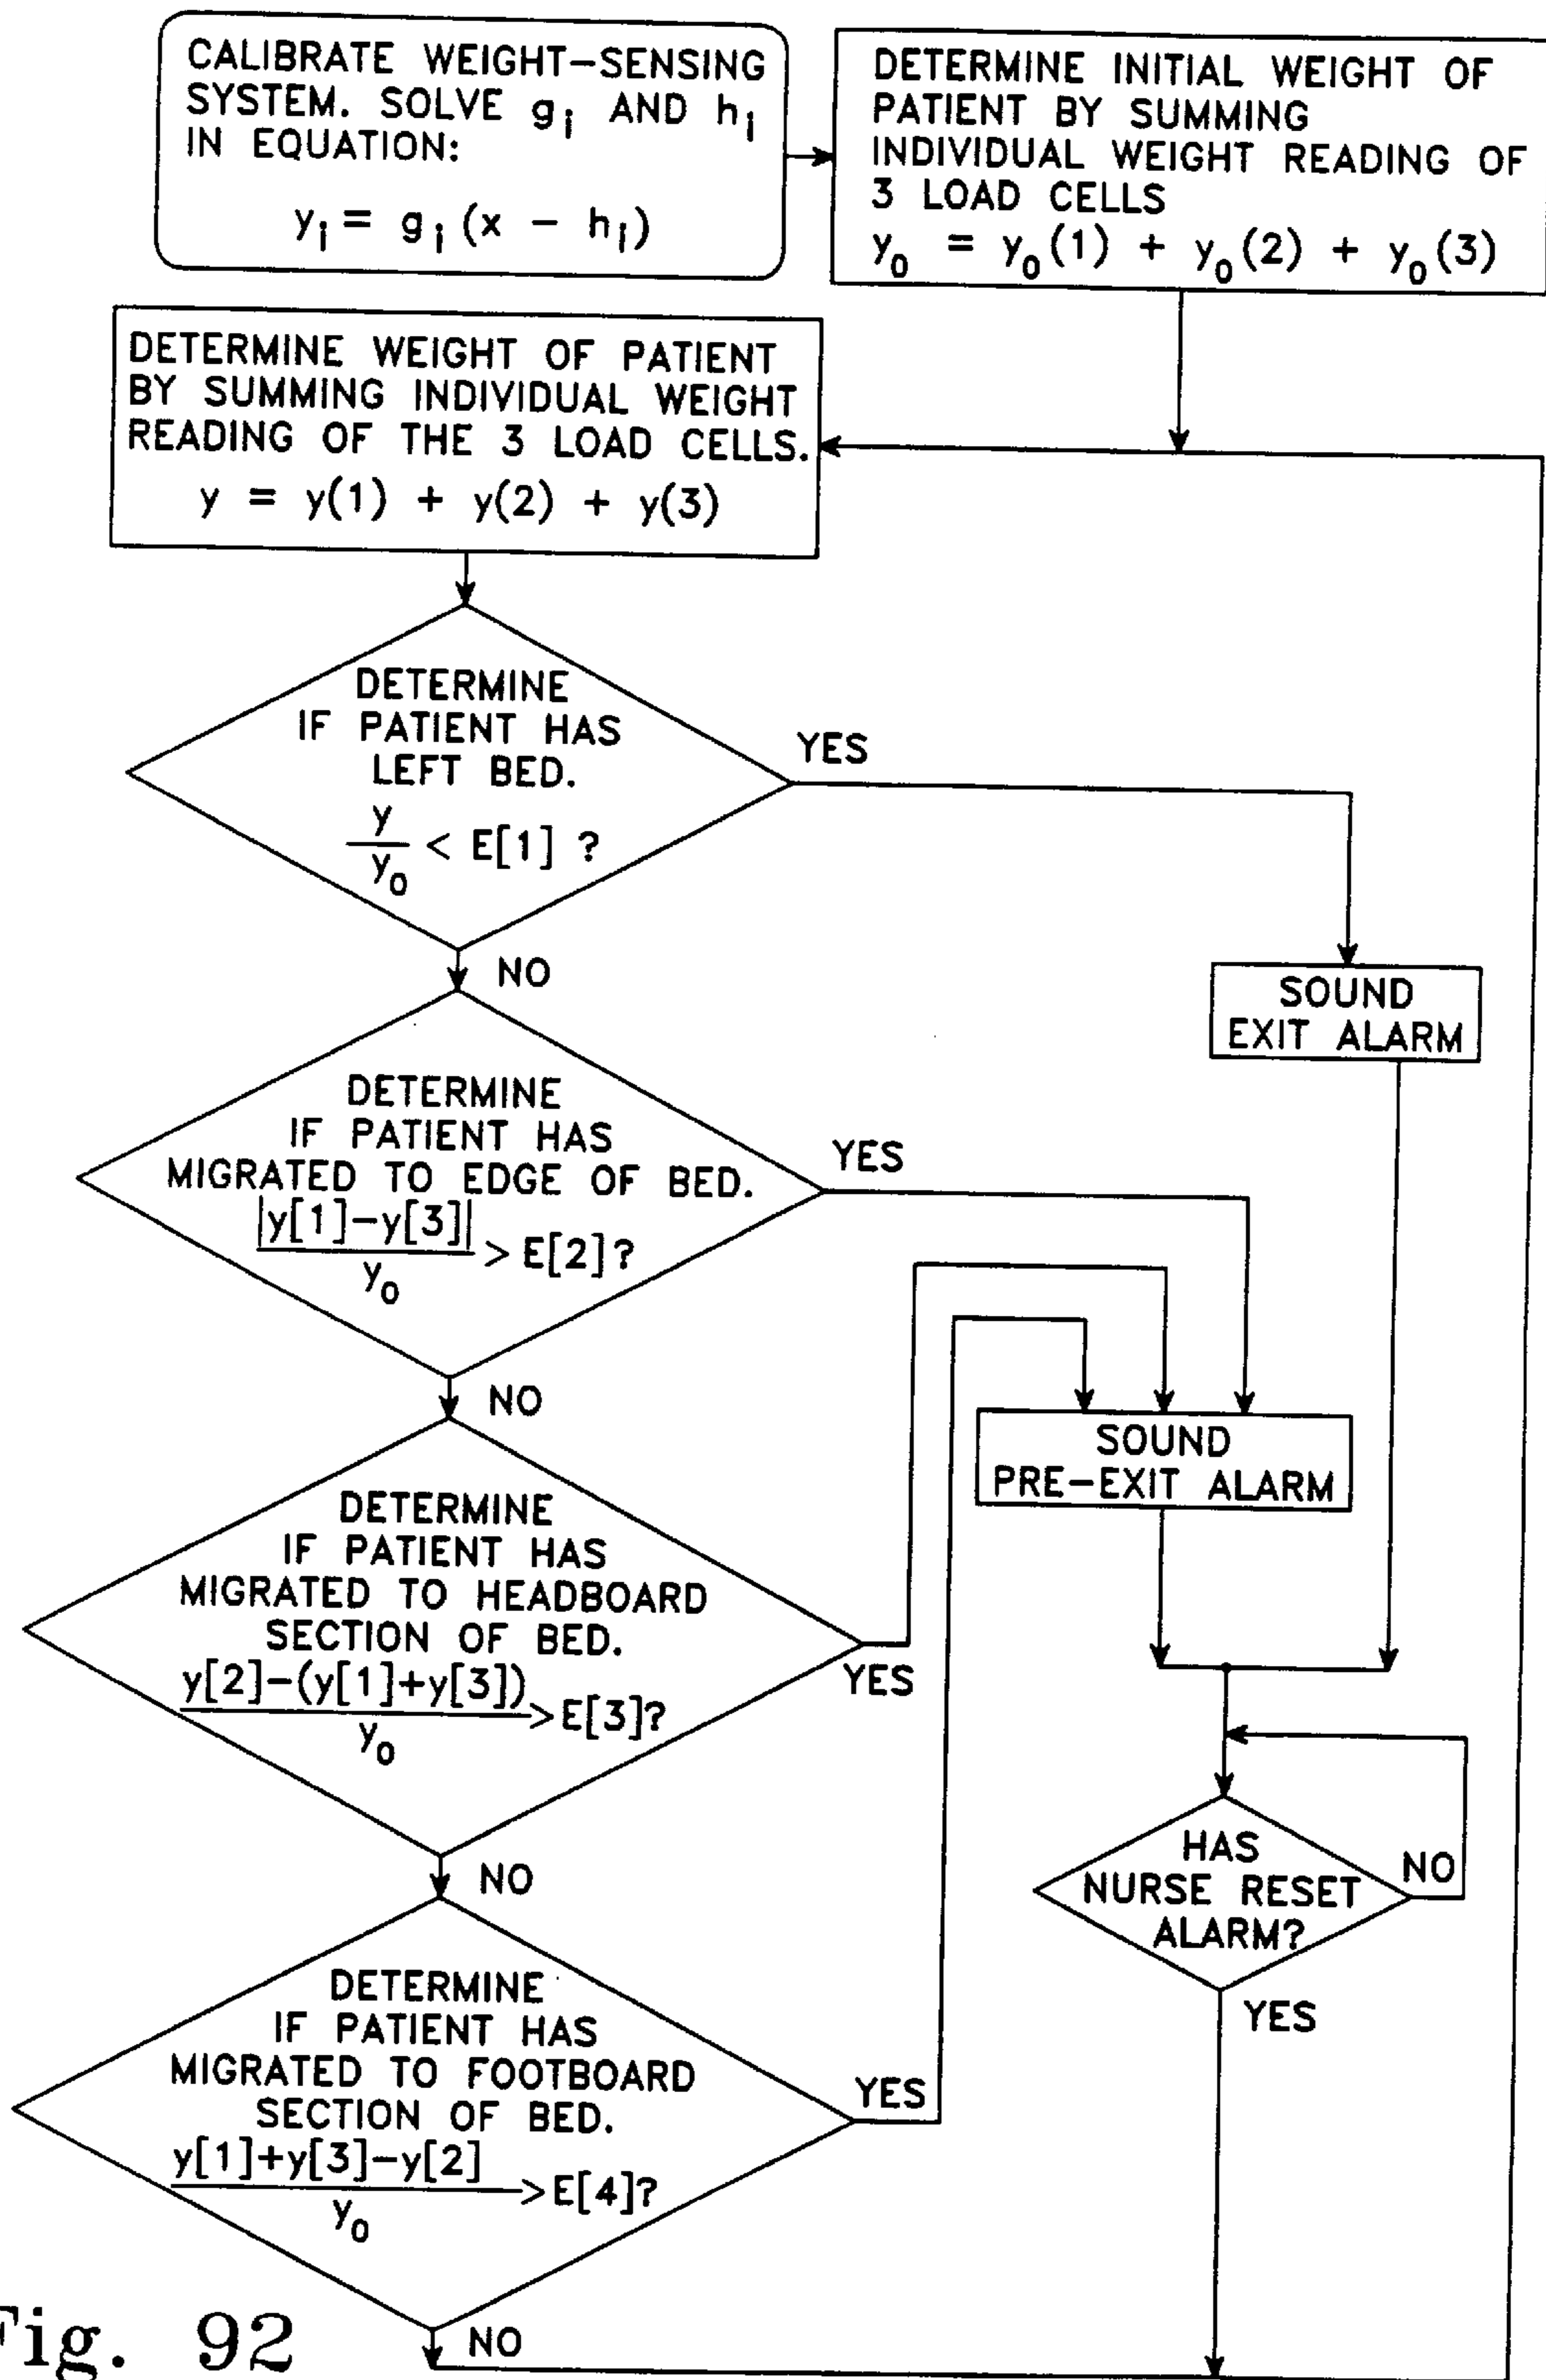 CALIBRATE WEIGHT-SENSING
SYSTEM. SOLVE g_i AND h_i
IN EQUATION:
y_i = g_i (x - h_i)
DETERMINE INITIAL WEIGHT OF
PATIENT BY SUMMING
INDIVIDUAL WEIGHT READING OF
3 LOAD CELLS
y_0 = y_0(1) + y_0(2) + y_0(3)
DETERMINE WEIGHT OF PATIENT
BY SUMMING INDIVIDUAL WEIGHT
READING OF THE 3 LOAD CELLS.
y = y(1) + y(2) + y(3)
DETERMINE
IF PATIENT HAS
LEFT BED.
y
< E[1] ?
y_0
YES
NO
SOUND
EXIT ALARM
DETERMINE
IF PATIENT HAS
MIGRATED TO EDGE OF BED.
|y[1]-y[3]|
> E[2]?
y_0
YES
NO
SOUND
PRE-EXIT ALARM
DETERMINE
IF PATIENT HAS
MIGRATED TO HEADBOARD
SECTION OF BED.
y[2]-(y[1]+y[3])
>E[3]?
y_0
YES
NO
HAS
NURSE RESET
ALARM?
NO
YES
DETERMINE
IF PATIENT HAS
MIGRATED TO FOOTBOARD
SECTION OF BED.
y[1]+y[3]-y[2]
>E[4]?
y_0
YES
NO
Fig. 92